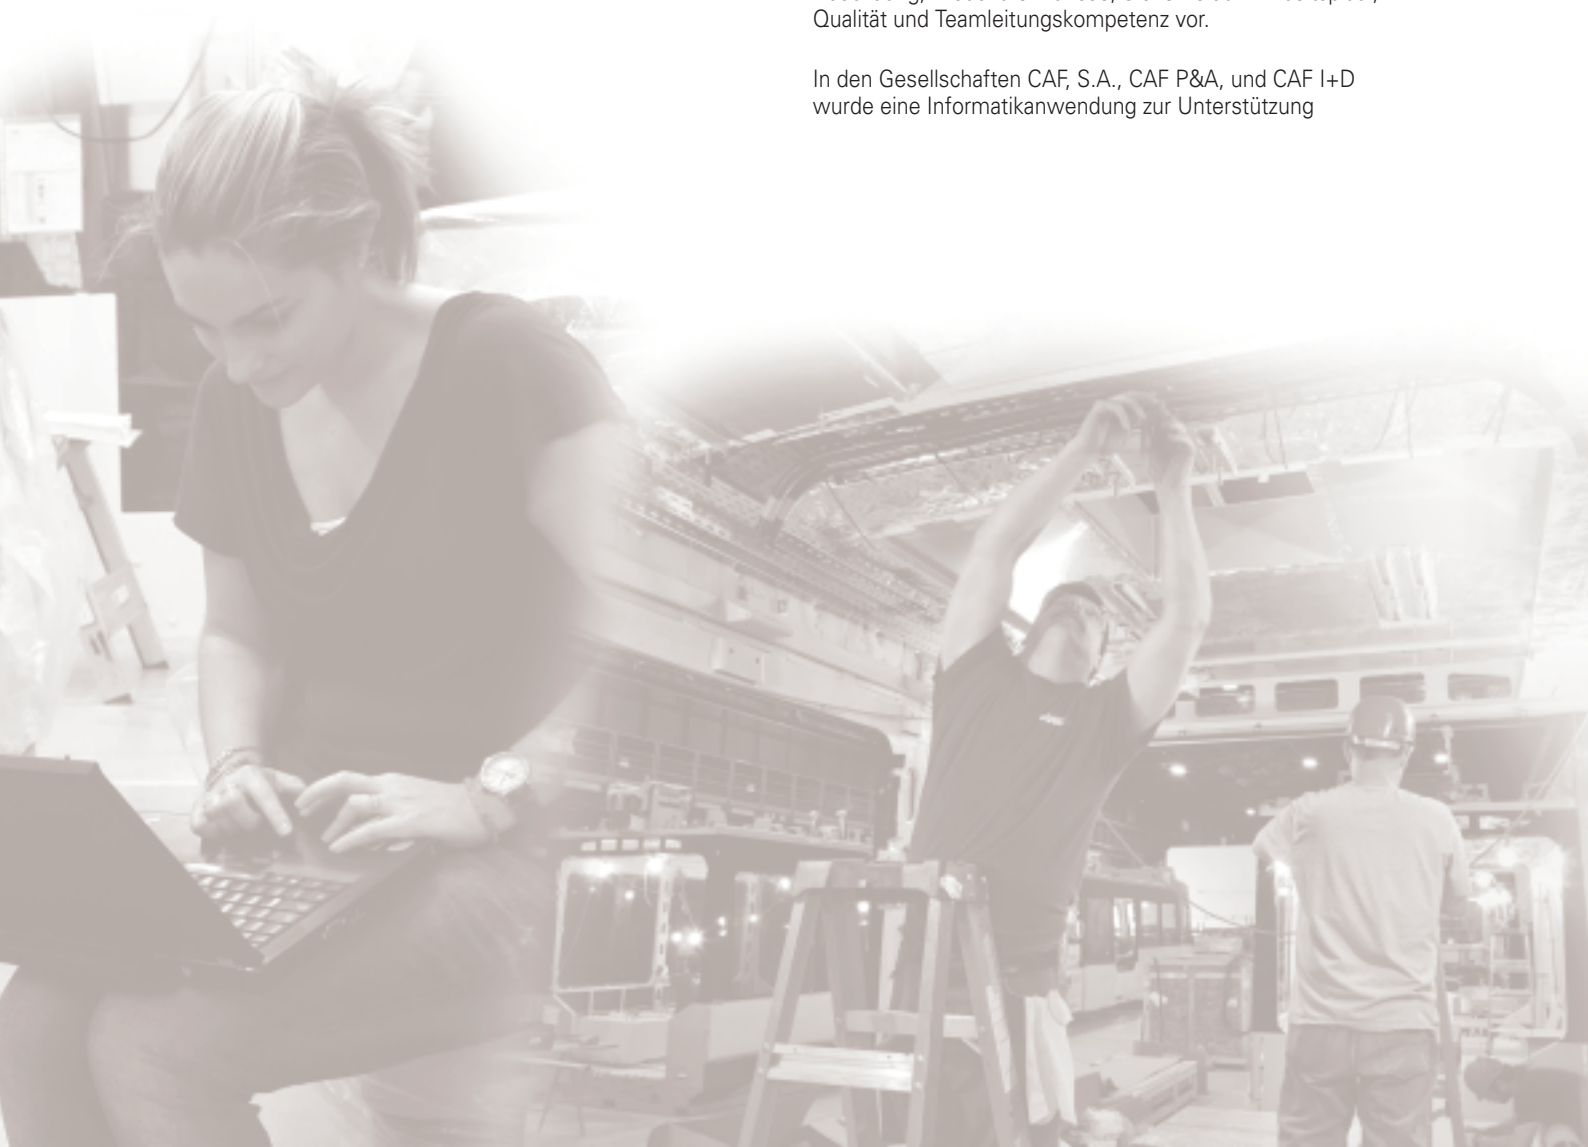 Qualität und Teamleitungskompetenz vor.
In den Gesellschaften CAF, S.A., CAF P&A, und CAF I+D
wurde eine Informatikanwendung zur Unterstützung